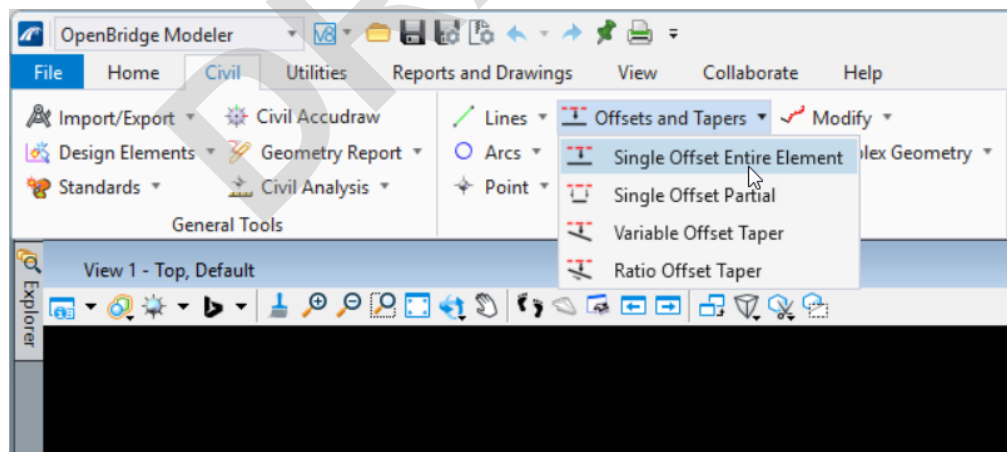 OpenBridge Modeler V8
File Home Civil Utilities Reports and Drawings View Collaborate Help
Import/Export Civil Accudraw Lines Offsets and Tapers Modify
Design Elements Geometry Report Arcs Single Offset Entire Element lex Geometry
Standards Civil Analysis Point Single Offset Partial
General Tools Variable Offset Taper
Explorer View 1 - Top, Default Ratio Offset Taper